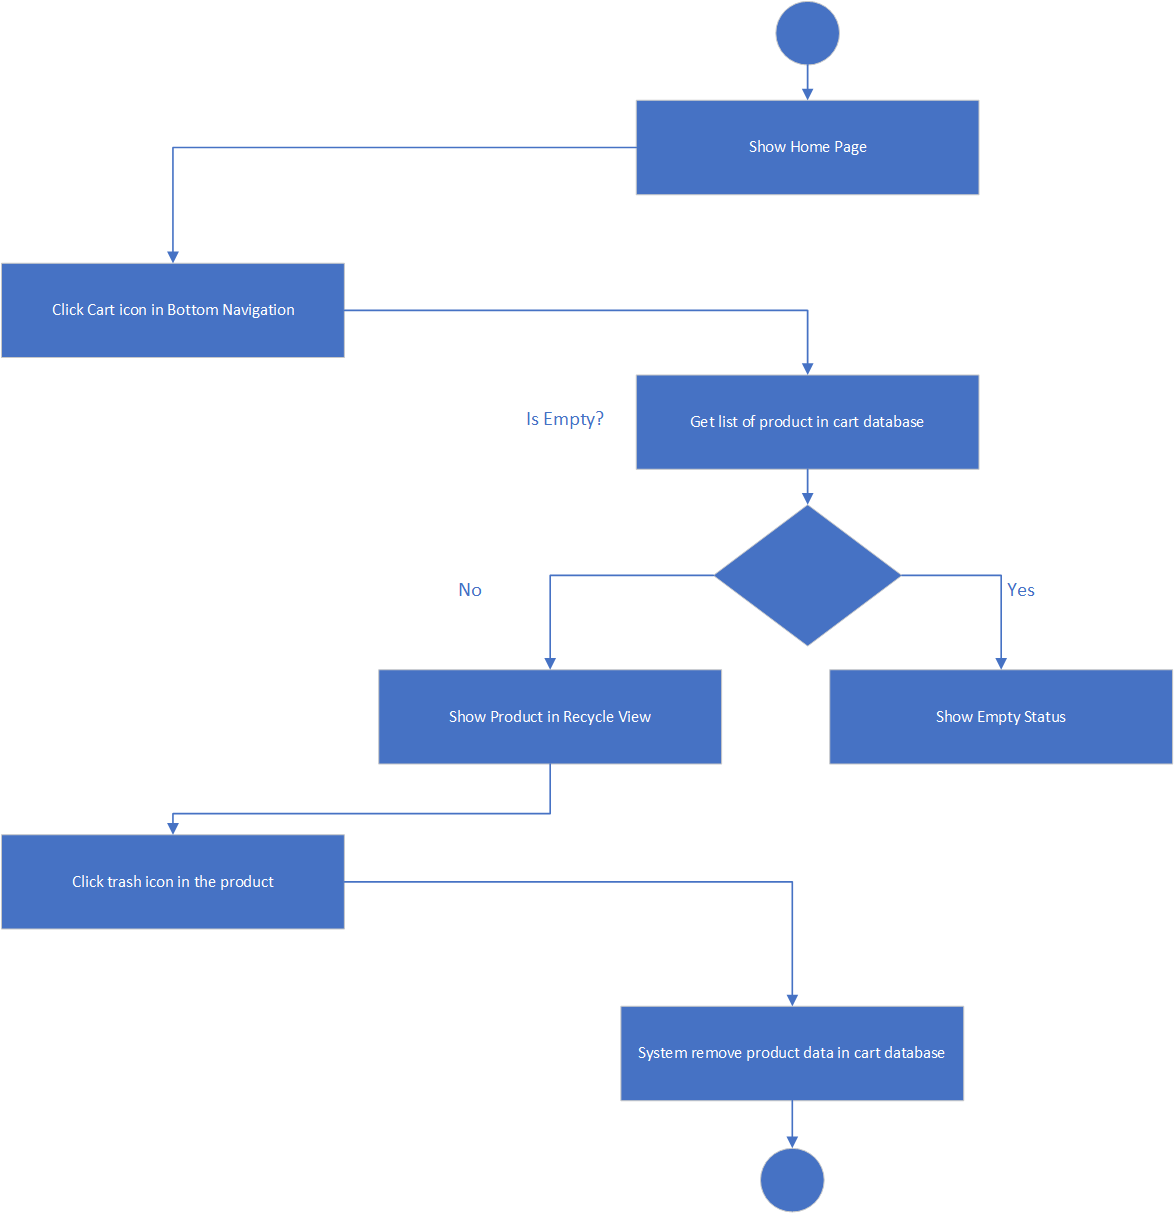 Show Home Page
Click Cart icon in Bottom Navigation
Is Empty?
Get list of product in cart database
No
Yes
Show Product in Recycle View
Show Empty Status
Click trash icon in the product
System remove product data in cart database